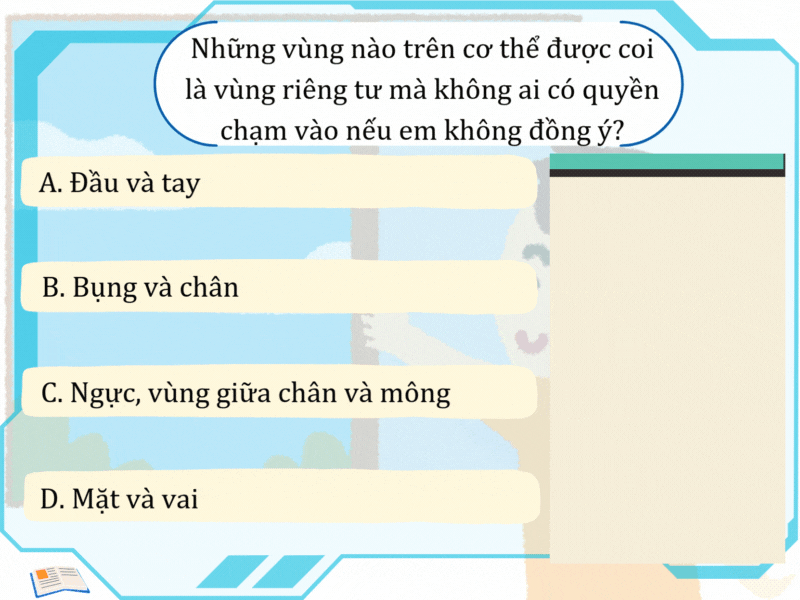 Những vùng nào trên cơ thể được coi
là vùng riêng tư mà không ai có quyền
chạm vào nếu em không đồng ý?
A. Đầu và tay
B. Bụng và chân
C. Ngực, vùng giữa chân và mông
D. Mặt và vai